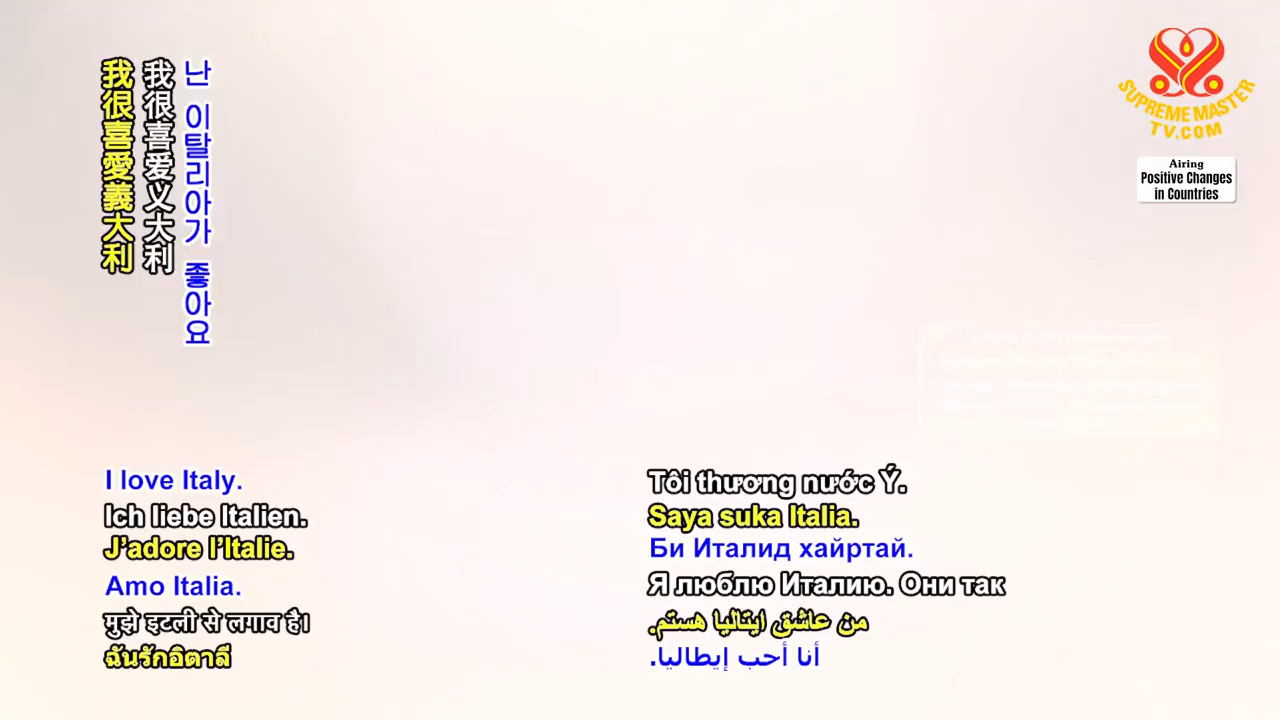 我很喜愛義大利
我很喜爱义大利
난 이탈리아가 좋아요
SUPREME MASTER
TV.COM
Airing
Positive Changes
in Countries
I love Italy.
Ich liebe Italien.
J’adore l’Italie.
Amo Italia.
मुझे इटली से लगाव है।
ฉันรักอิตาลี
Tôi thương nước Ý.
Saya suka Italia.
Би Италид хайртай.
Я люблю Италию. Они так
من عاشق ایتالیا هستم.
أنا أحب إيطاليا.